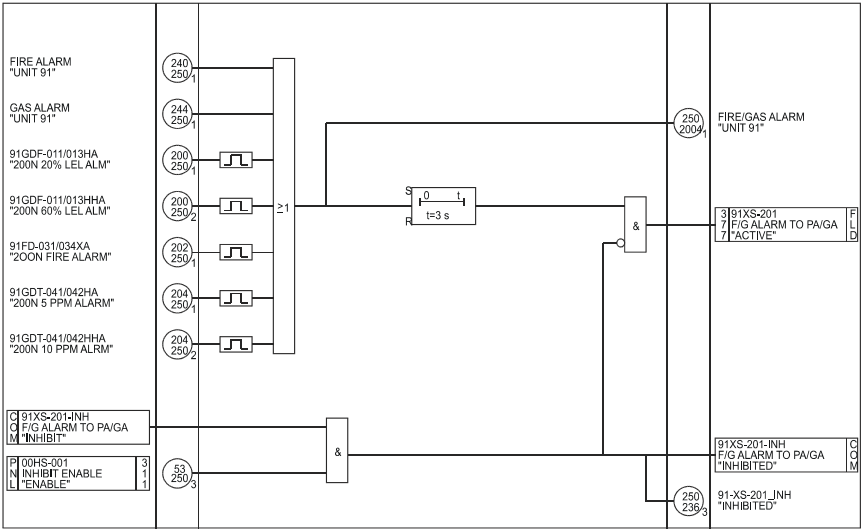 FIRE ALARM
"UNIT 91"
240
250
1
GAS ALARM
"UNIT 91"
244
250
1
91GDF-011/013HA
"200N 20% LEL ALM"
200
250
1
91GDF-011/013HHA
"200N 60% LEL ALM"
200
250
2
91FD-031/034XA
"2OON FIRE ALARM"
202
250
1
91GDT-041/042HA
"200N 5 PPM ALARM"
204
250
1
91GDT-041/042HHA
"200N 10 PPM ALRM"
204
250
2
≥1
S
R
0 t
t=3 s
&
250
2004
1
FIRE/GAS ALARM
"UNIT 91"
3 91XS-201 F
7 F/G ALARM TO PA/GA L
7 "ACTIVE" D
C 91XS-201-INH
O F/G ALARM TO PA/GA
M "INHIBIT"
P 00HS-001 3
N INHIBIT ENABLE 1
L "ENABLE" 1
53
250
3
&
91XS-201-INH C
F/G ALARM TO PA/GA O
"INHIBITED" M
250
236
3
91-XS-201_INH
"INHIBITED"